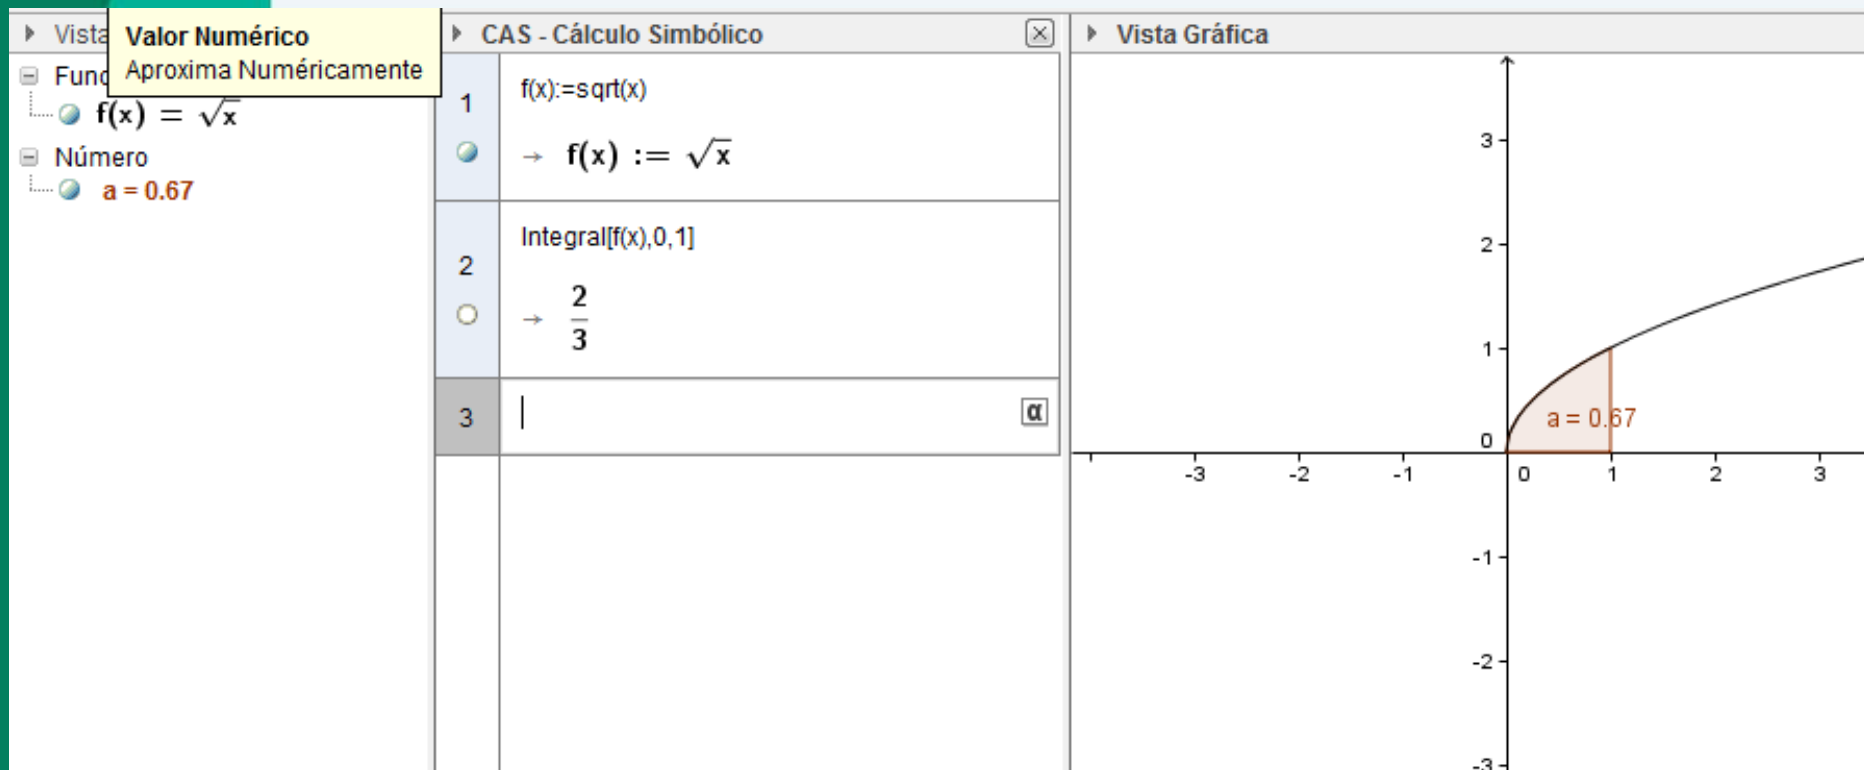 Vista
Valor Numérico
Aproxima Numéricamente
Func
f(x) = √x
Número
a = 0.67
CAS - Cálculo Simbólico
1
f(x):=sqrt(x)
→ f(x) := √x
2
Integral[f(x),0,1]
→ 2/3
3
α
Vista Gráfica
3
2
1
0
a = 0.67
-3 -2 -1 0 1 2 3
-1
-2
-3